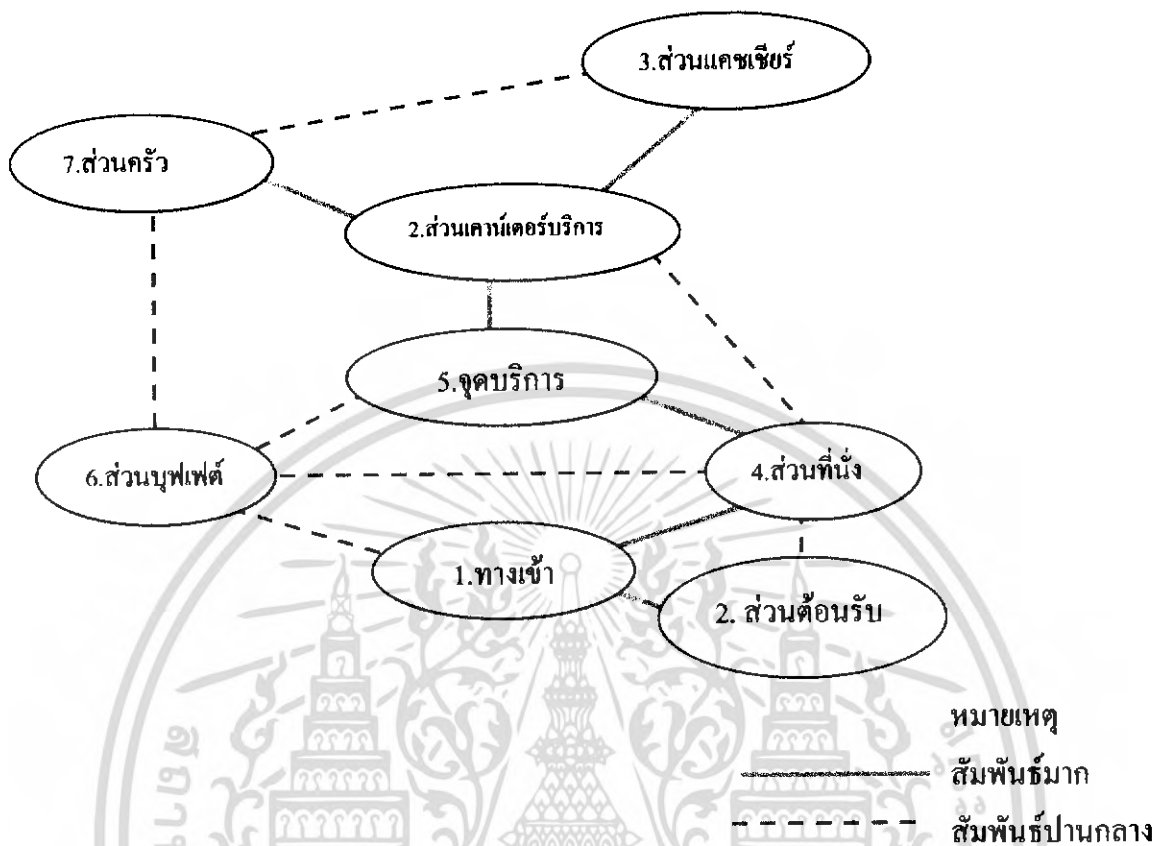 3.ส่วนแคชเชียร์
7.ส่วนครัว
2.ส่วนเคาน์เตอร์บริการ
5.จุดบริการ
6.ส่วนบุฟเฟต์
4.ส่วนที่นั่ง
1.ทางเข้า
2. ส่วนต้อนรับ
หมายเหตุ
สัมพันธ์มาก
สัมพันธ์ปานกลาง